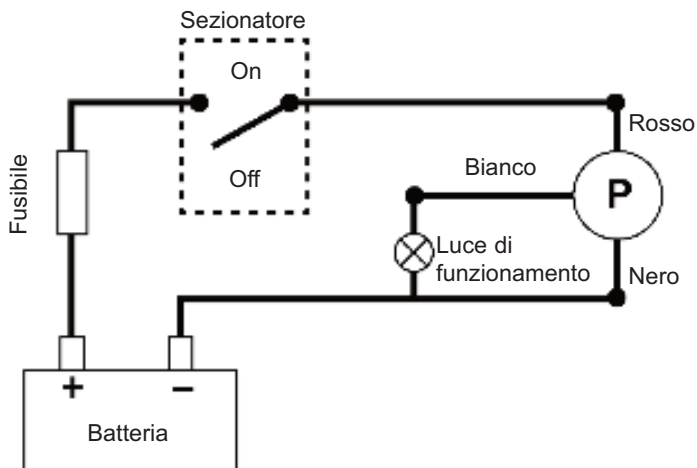 Sezionatore
On
Off
Fusibile
Rosso
Bianco
P
Luce di
funzionamento
Nero
+
–
Batteria